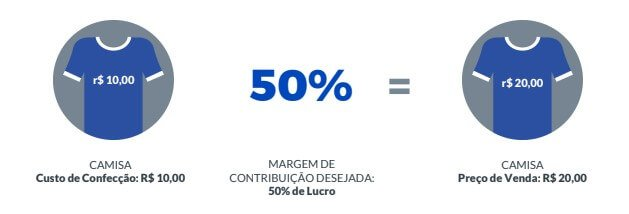 r$ 10,00
50%
=
r$ 20,00
CAMISA
Custo de Confecção: R$ 10,00
MARGEM DE
CONTRIBUIÇÃO DESEJADA:
50% de Lucro
CAMISA
Preço de Venda: R$ 20,00